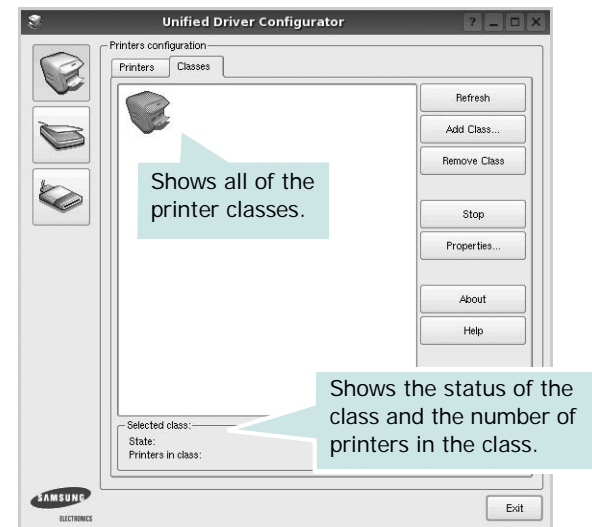 Unified Driver Configurator
Printers configuration
Printers
Classes
Refresh
Add Class...
Remove Class
Shows all of the
printer classes.
Stop
Properties...
About
Help
Shows the status of the
class and the number of
printers in the class.
Selected class:
State:
Printers in class:
SAMSUNG
ELECTRONICS
Exit